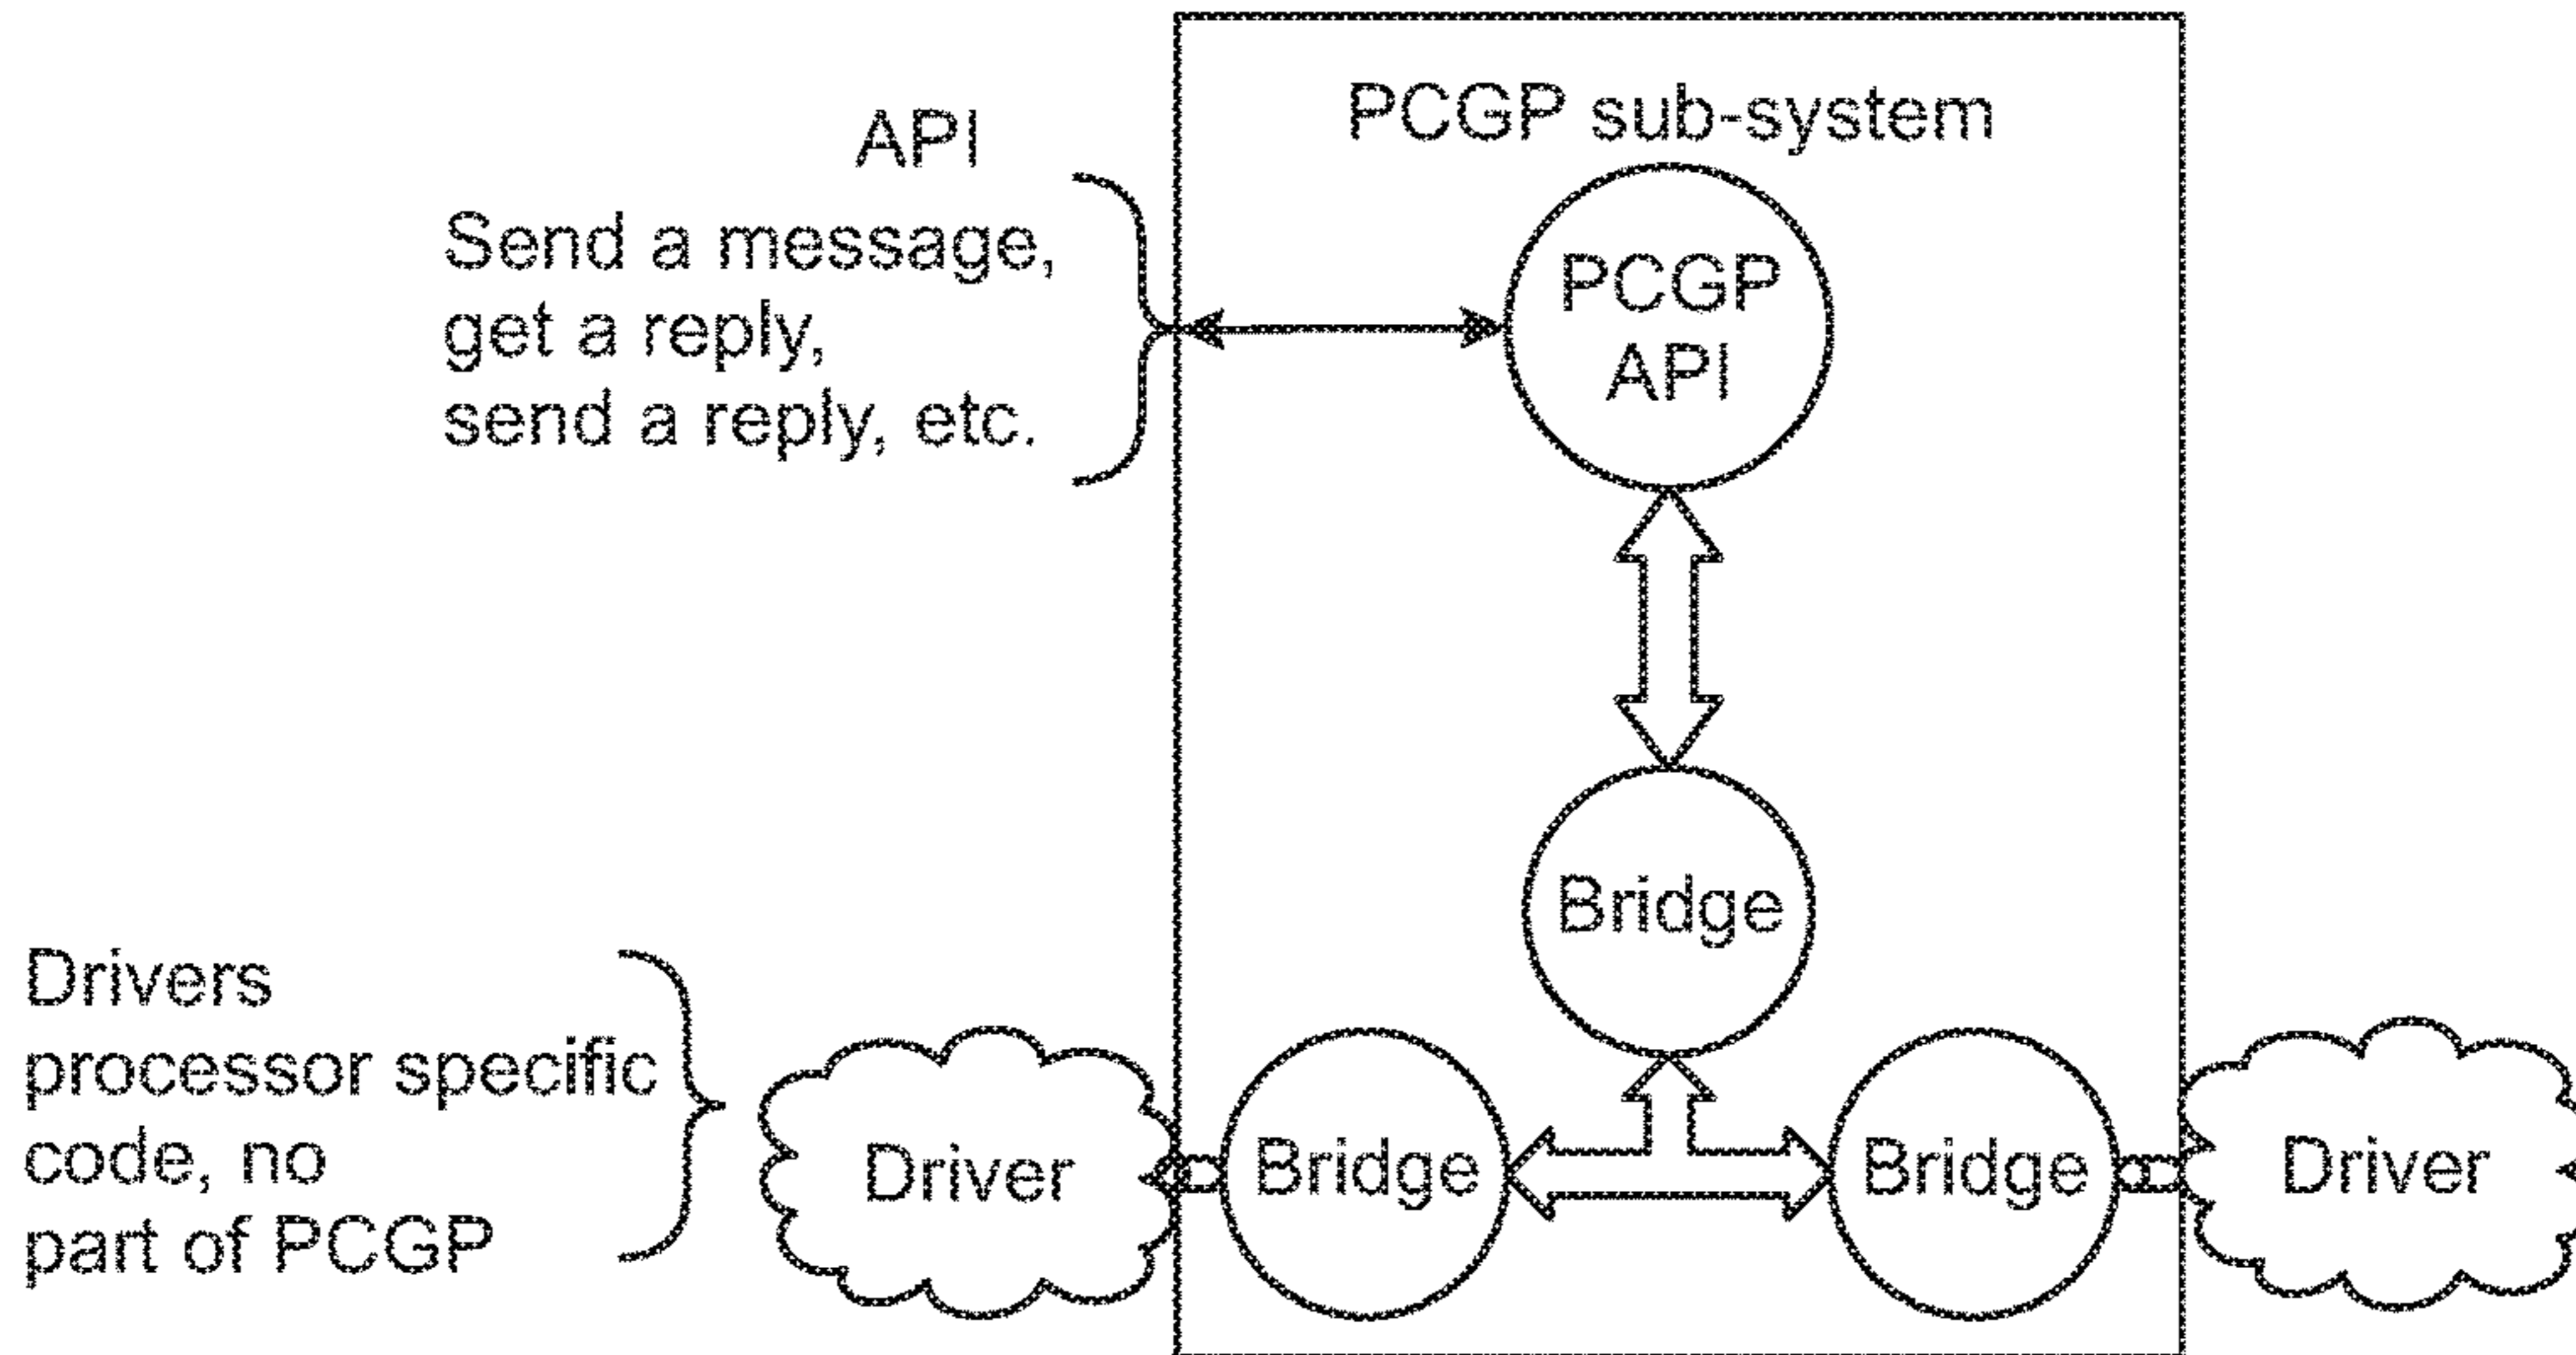 PCGP sub-system
API
Send a message,
get a reply,
send a reply, etc.
PCGP
API
Bridge
Drivers
processor specific
code, no
part of PCGP
Driver
Bridge
Bridge
Driver